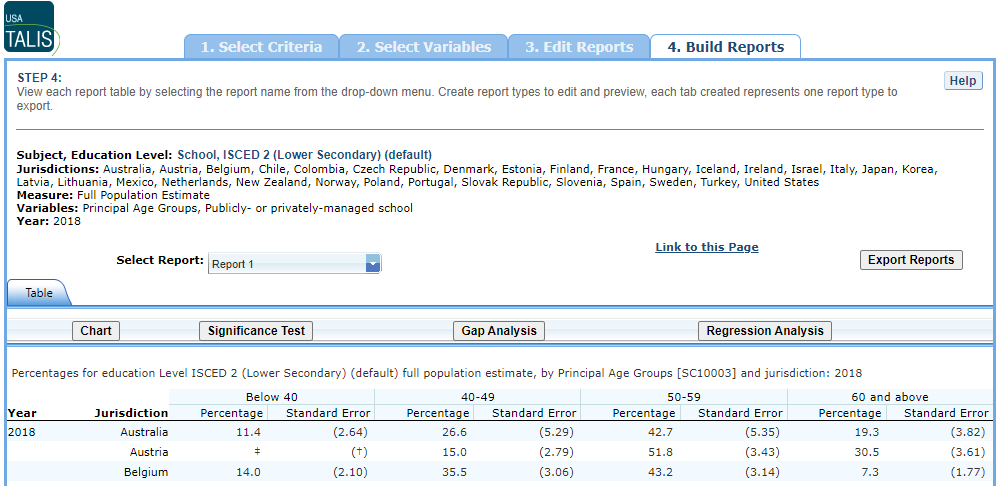 USA
TALIS
1. Select Criteria 2. Select Variables 3. Edit Reports 4. Build Reports
STEP 4:
Help
View each report table by selecting the report name from the drop-down menu. Create report types to edit and preview, each tab created represents one report type to
export.
Subject, Education Level: School, ISCED 2 (Lower Secondary) (default)
Jurisdictions: Australia, Austria, Belgium, Chile, Colombia, Czech Republic, Denmark, Estonia, Finland, France, Hungary, Iceland, Ireland, Israel, Italy, Japan, Korea,
Latvia, Lithuania, Mexico, Netherlands, New Zealand, Norway, Poland, Portugal, Slovak Republic, Slovenia, Spain, Sweden, Turkey, United States
Measure: Full Population Estimate
Variables: Principal Age Groups, Publicly- or privately-managed school
Year: 2018
Link to this Page
Select Report: Report 1 Export Reports
Table
Chart Significance Test Gap Analysis Regression Analysis
Percentages for education Level ISCED 2 (Lower Secondary) (default) full population estimate, by Principal Age Groups [SC10003] and jurisdiction: 2018
Below 40 40-49 50-59 60 and above
Year Jurisdiction Percentage Standard Error Percentage Standard Error Percentage Standard Error Percentage Standard Error
2018 Australia 11.4 (2.64) 26.6 (5.29) 42.7 (5.35) 19.3 (3.82)
Austria ‡ (†) 15.0 (2.79) 51.8 (3.43) 30.5 (3.61)
Belgium 14.0 (2.10) 35.5 (3.06) 43.2 (3.14) 7.3 (1.77)